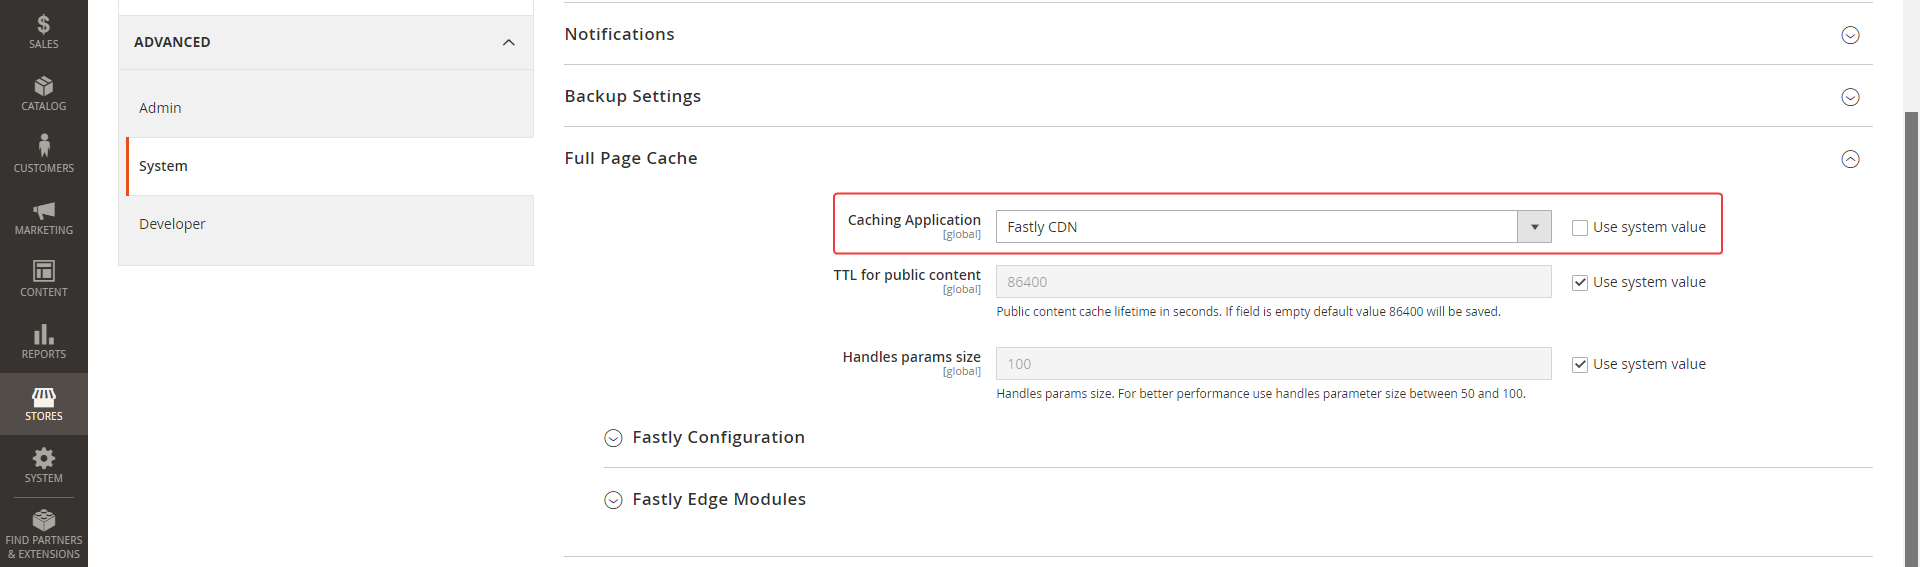 SALES
CATALOG
CUSTOMERS
MARKETING
CONTENT
REPORTS
STORES
SYSTEM
FIND PARTNERS
& EXTENSIONS
ADVANCED
Admin
System
Developer
Notifications
Backup Settings
Full Page Cache
Caching Application
[global]
Fastly CDN
Use system value
TTL for public content
[global]
86400
Use system value
Public content cache lifetime in seconds. If field is empty default value 86400 will be saved.
Handles params size
[global]
100
Use system value
Handles params size. For better performance use handles parameter size between 50 and 100.
Fastly Configuration
Fastly Edge Modules